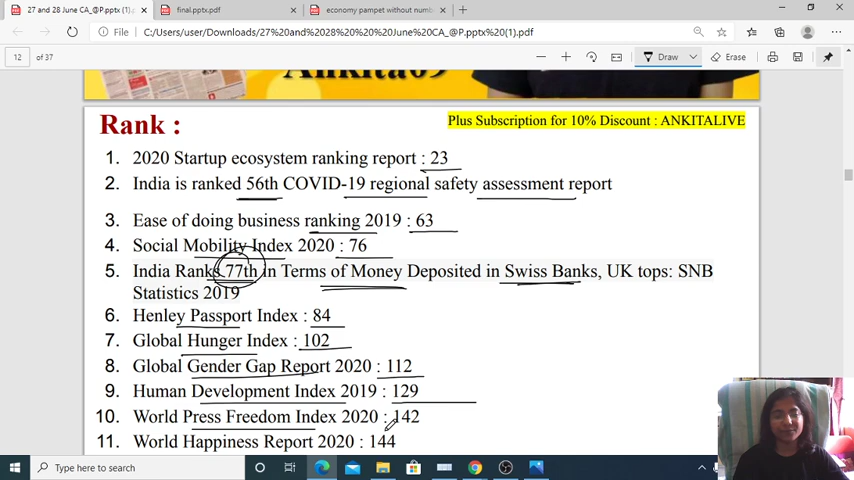 27 and 28 June CA_@P.pptx (1).p
final.pptx.pdf
economy pampet without numb
File
C:/Users/user/Downloads/27%20and%2028%20%20%20June%20CA_@P.pptx%20(1).pdf
12 of 37
Draw
Erase
Ankita09
Rank :
Plus Subscription for 10% Discount : ANKITALIVE
1. 2020 Startup ecosystem ranking report : 23
2. India is ranked 56th COVID-19 regional safety assessment report
3. Ease of doing business ranking 2019 : 63
4. Social Mobility Index 2020 : 76
5. India Ranks 77th in Terms of Money Deposited in Swiss Banks, UK tops: SNB
Statistics 2019
6. Henley Passport Index : 84
7. Global Hunger Index : 102
8. Global Gender Gap Report 2020 : 112
9. Human Development Index 2019 : 129
10. World Press Freedom Index 2020 : 142
11. World Happiness Report 2020 : 144
Type here to search